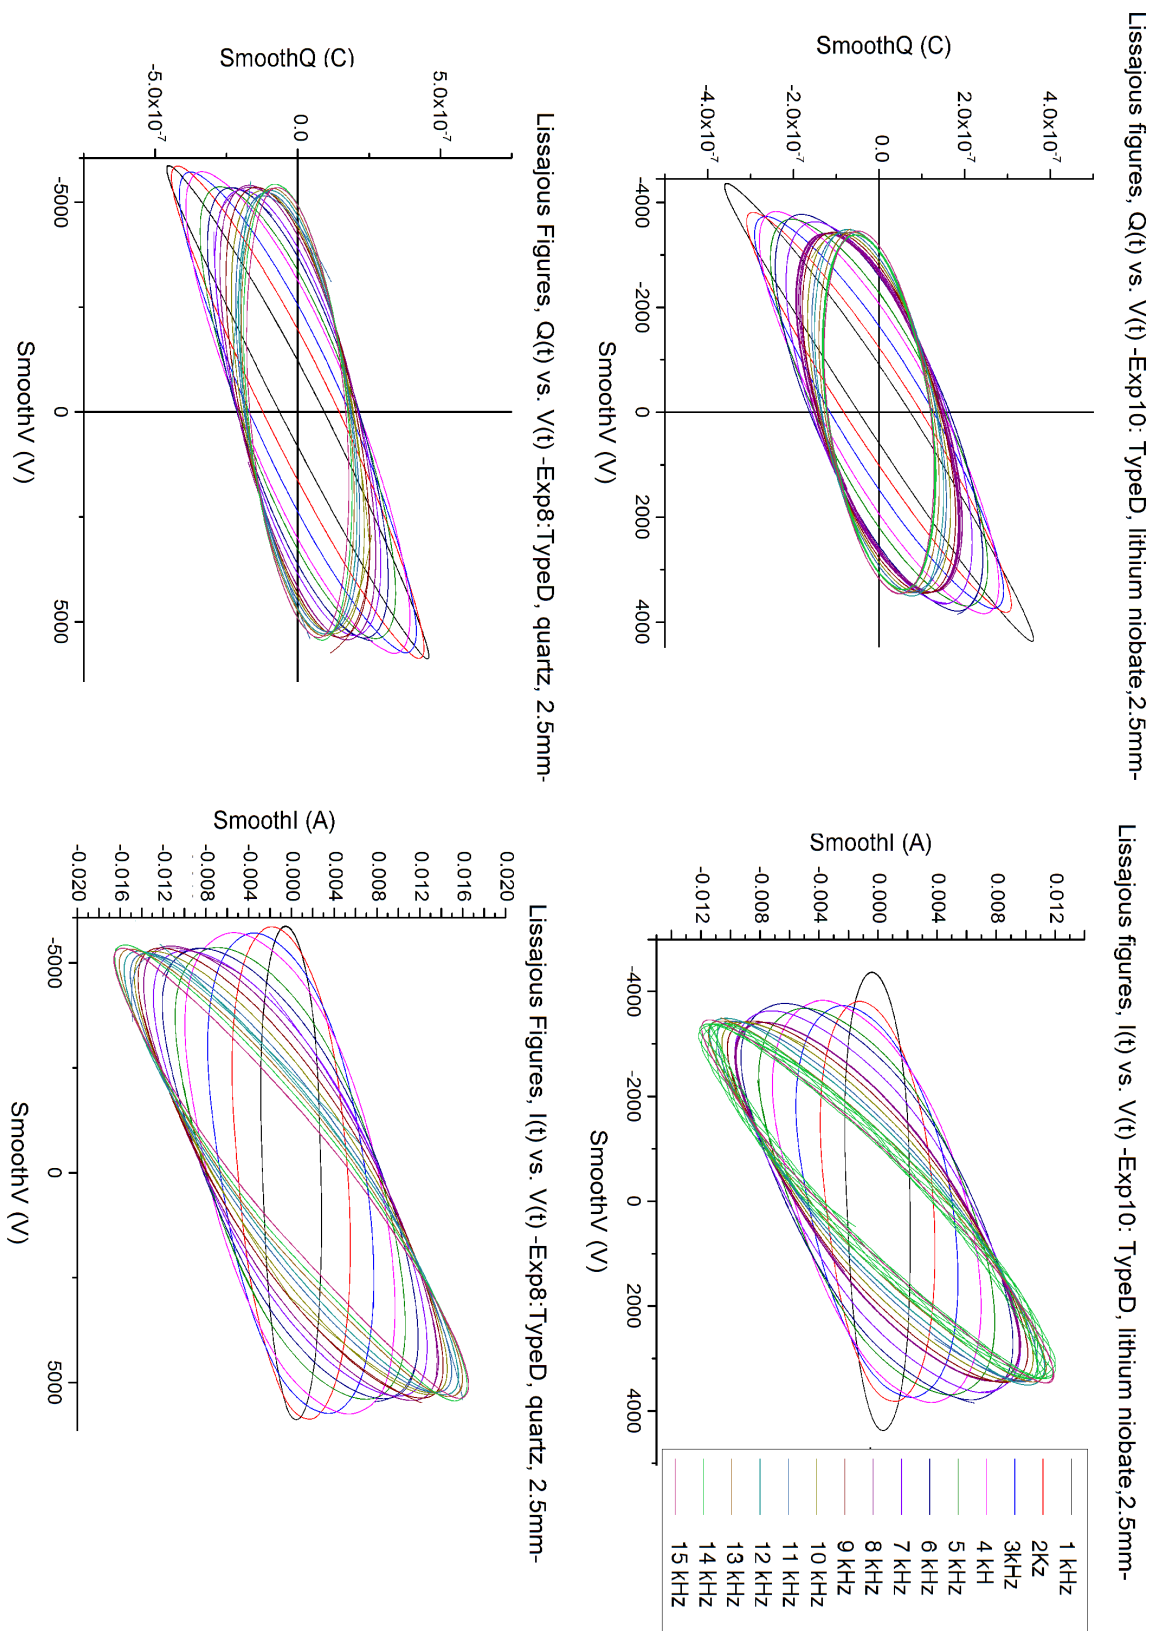 Lissajous figures, Q(t) vs. V(t) -Exp10: TypeD, lithium niobate,2.5mm-
SmoothQ (C)
4.0x10-7
2.0x10-7
0.0
-2.0x10-7
-4.0x10-7
-4000
-2000
0
2000
4000
SmoothV (V)
Lissajous figures, I(t) vs. V(t) -Exp10: TypeD, lithium niobate,2.5mm-
SmoothI (A)
0.012
0.008
0.004
0.000
-0.004
-0.008
-0.012
-4000
-2000
0
2000
4000
SmoothV (V)
1 kHz
2Kz
3kHz
4 kH
5 kHz
6 kHz
7 kHz
8 kHz
9 kHz
10 kHz
11 kHz
12 kHz
13 kHz
14 kHz
15 kHz
Lissajous Figures, Q(t) vs. V(t) -Exp8:TypeD, quartz, 2.5mm-
SmoothQ (C)
5.0x10-7
0.0
-5.0x10-7
-5000
0
5000
SmoothV (V)
Lissajous Figures, I(t) vs. V(t) -Exp8:TypeD, quartz, 2.5mm-
SmoothI (A)
0.020
0.016
0.012
0.008
0.004
0.000
-0.004
-0.008
-0.012
-0.016
-0.020
-5000
0
5000
SmoothV (V)